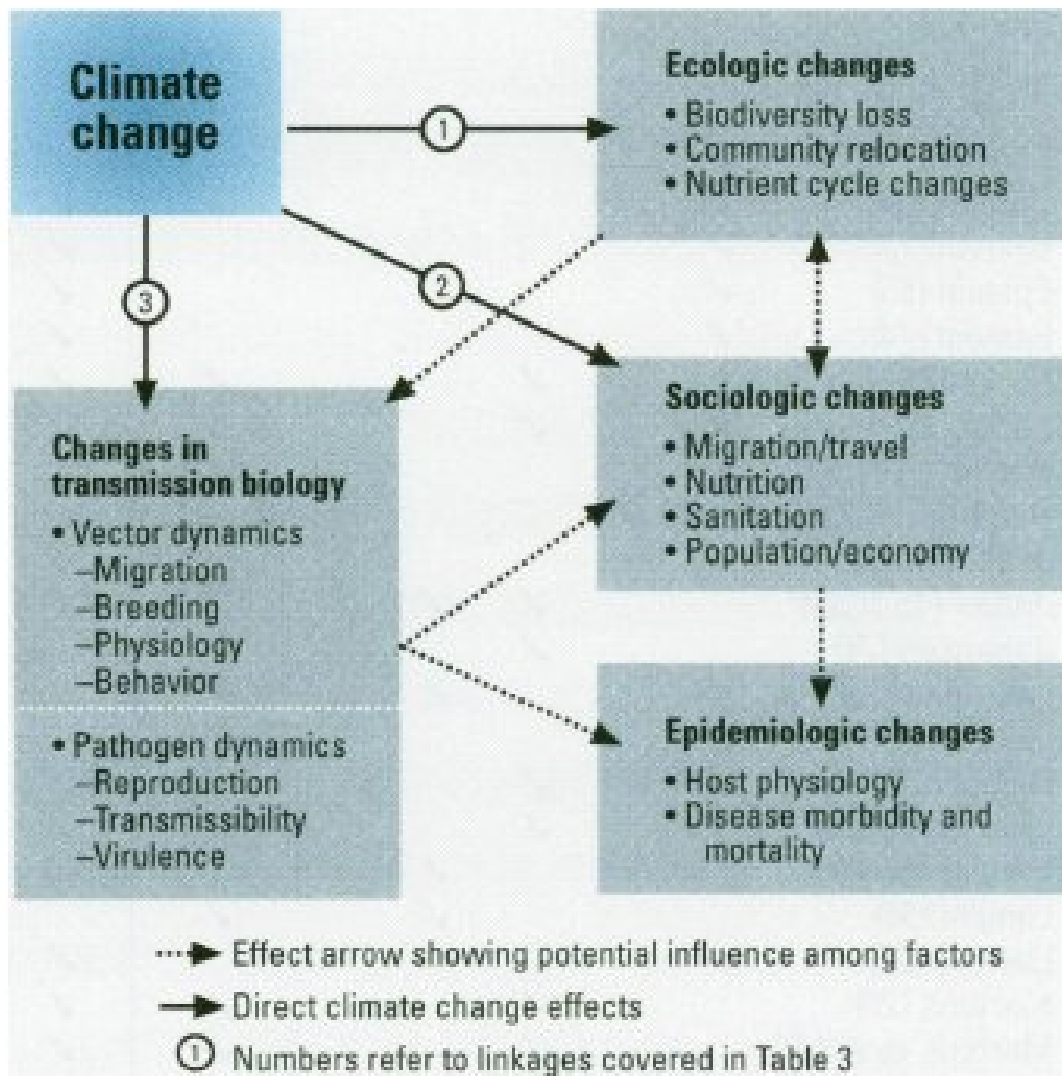 Climate
change
1
Ecologic changes
• Biodiversity loss
• Community relocation
• Nutrient cycle changes
2
3
Changes in
transmission biology
• Vector dynamics
–Migration
–Breeding
–Physiology
–Behavior
• Pathogen dynamics
–Reproduction
–Transmissibility
–Virulence
Sociologic changes
• Migration/travel
• Nutrition
• Sanitation
• Population/aconomy
Epidemiologic changes
• Host physiology
• Disease morbidity and
mortality
Effect arrow showing potential influence among factors
Direct climate change effects
1 Numbers refer to linkages covered in Table 3